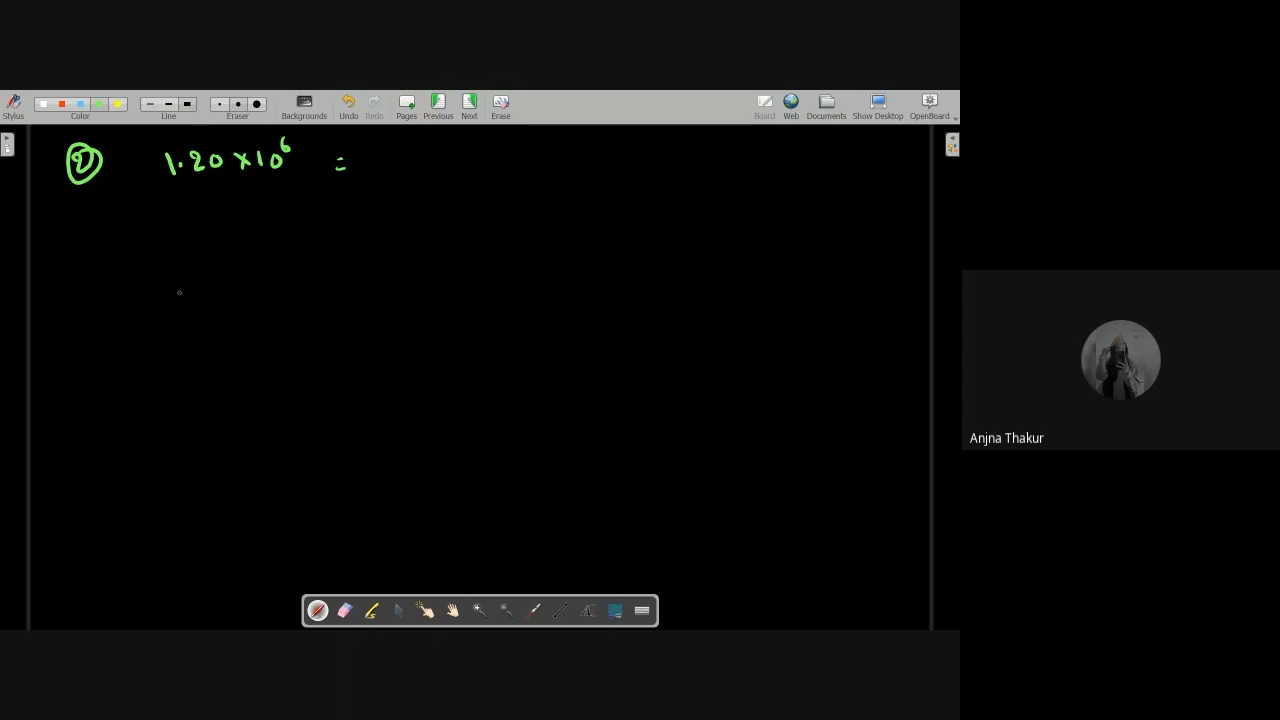 Stylus Color Line Eraser Backgrounds Undo Redo Pages Previous Next Erase Board Web Documents Show Desktop OpenBoard
② 1.20 × 10⁶ =
Anjna Thakur